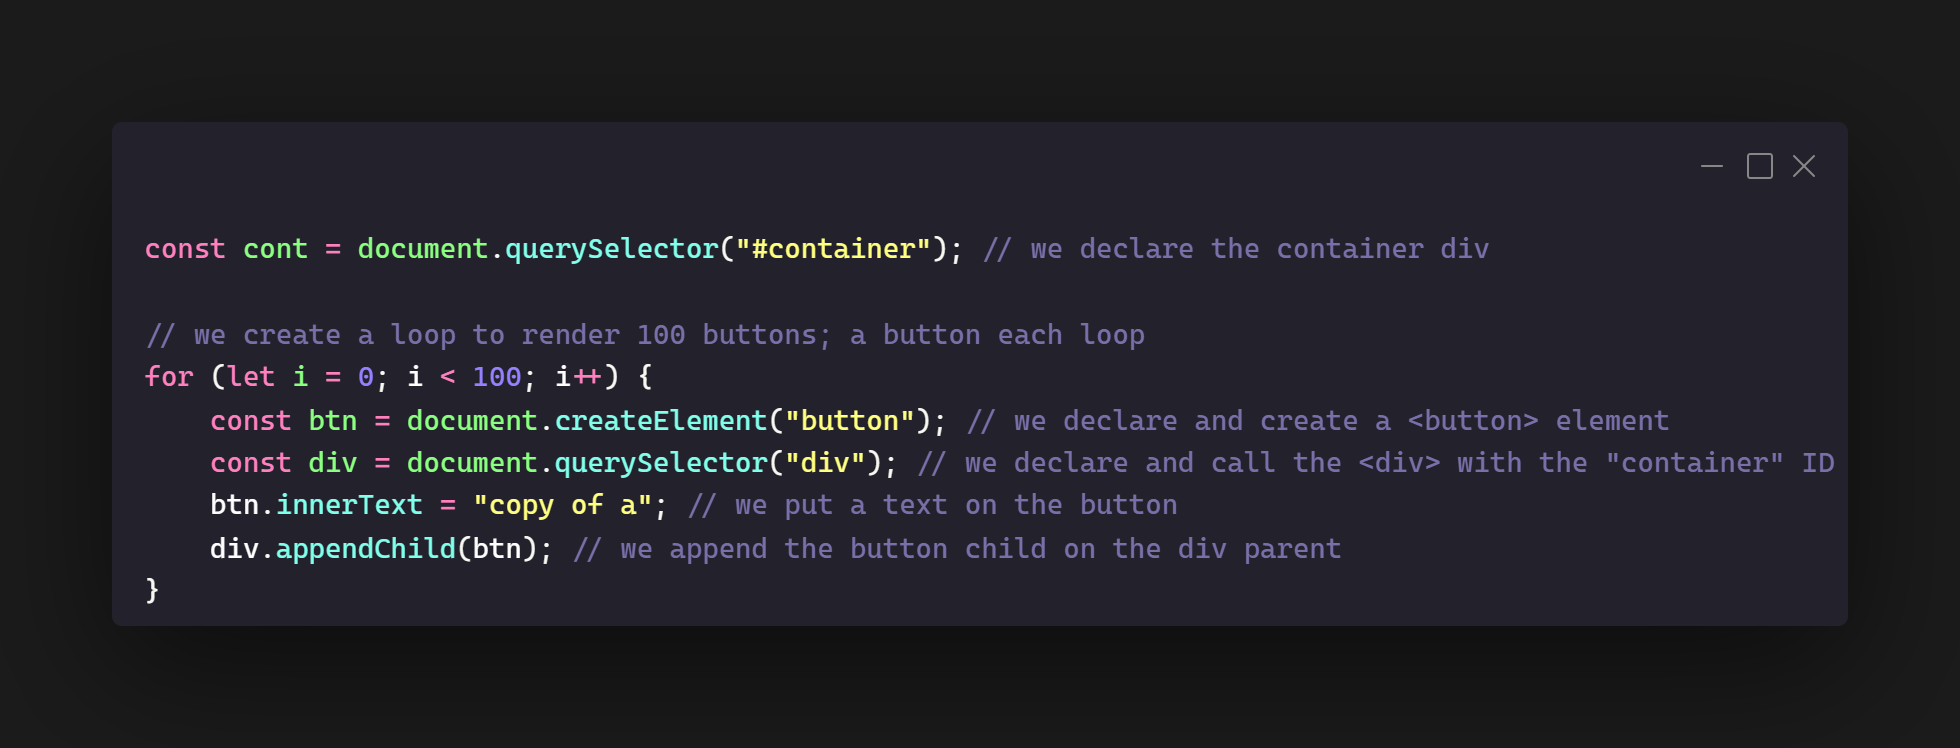 const cont = document.querySelector("#container"); // we declare the container div
// we create a loop to render 100 buttons; a button each loop
for (let i = 0; i < 100; i++) {
const btn = document.createElement("button"); // we declare and create a <button> element
const div = document.querySelector("div"); // we declare and call the <div> with the "container" ID
btn.innerText = "copy of a"; // we put a text on the button
div.appendChild(btn); // we append the button child on the div parent
}